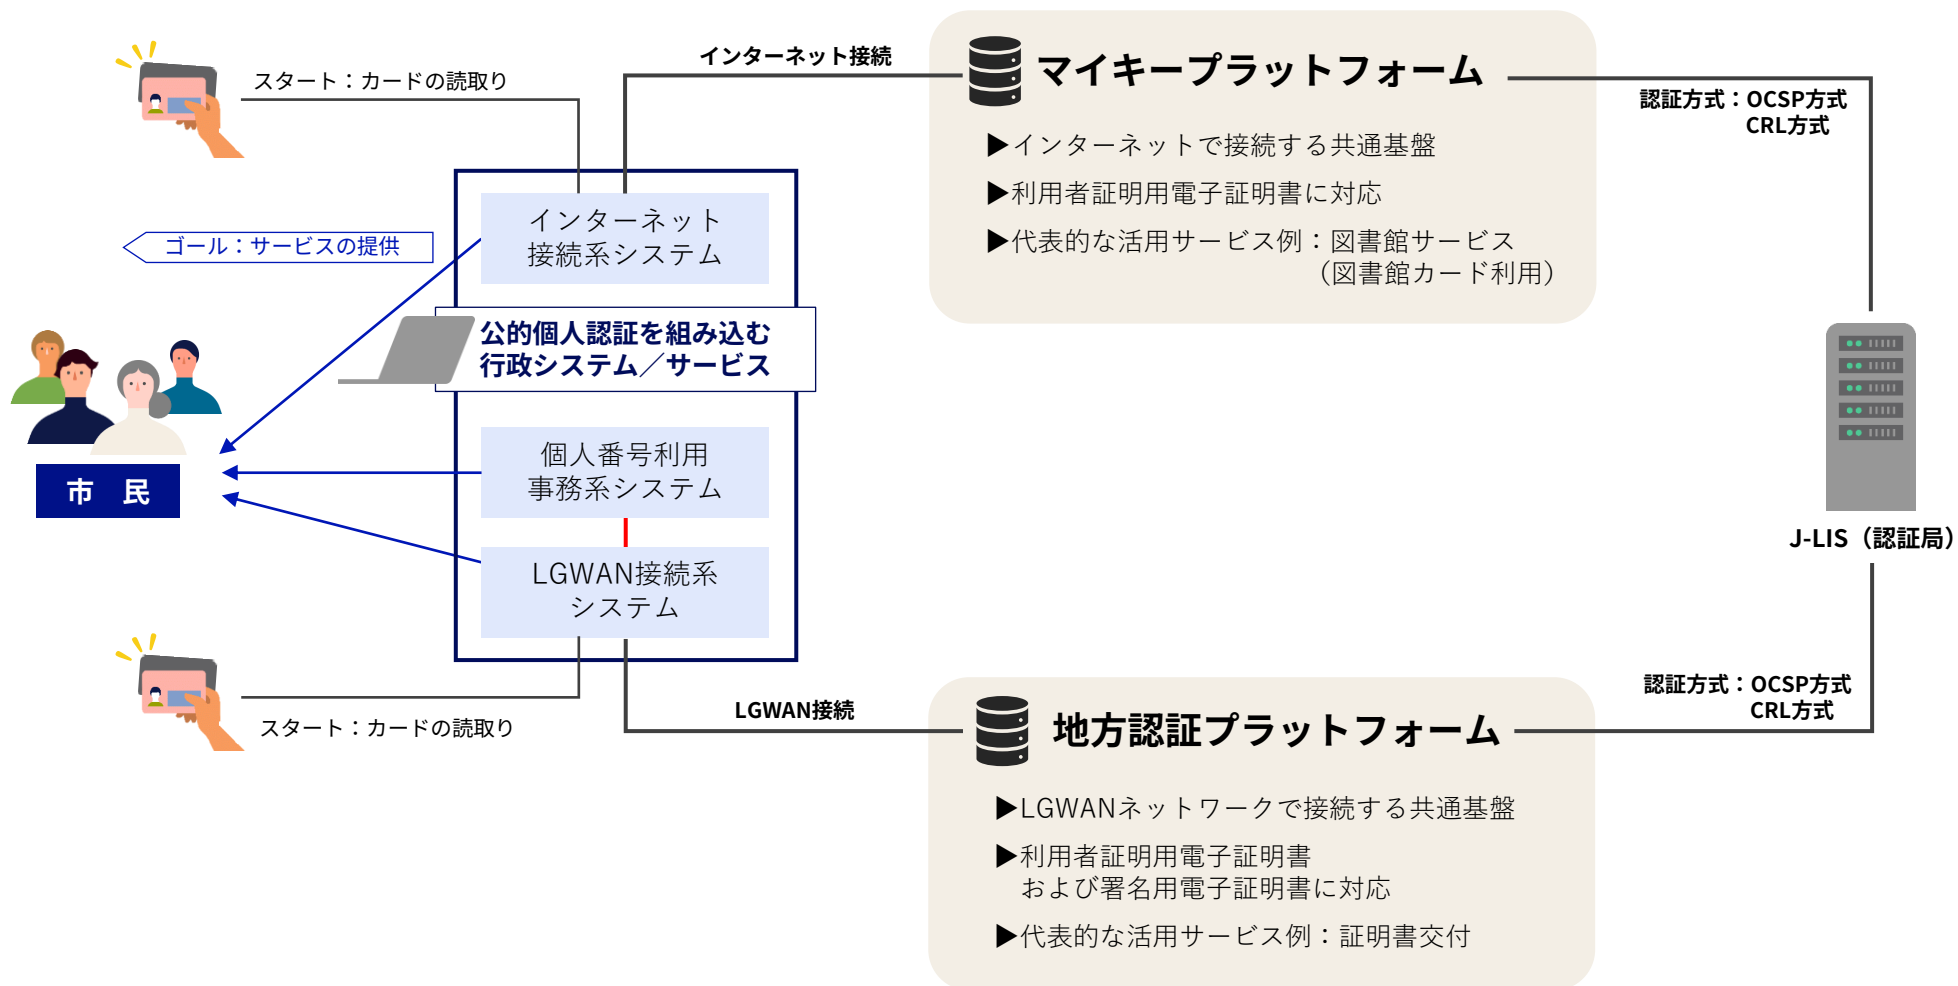 インターネット接続
マイキープラットフォーム
スタート：カードの読取り
認証方式：OCSP方式
CRL方式
▶インターネットで接続する共通基盤
▶利用者証明用電子証明書に対応
▶代表的な活用サービス例：図書館サービス
（図書館カード利用）
インターネット
接続系システム
ゴール：サービスの提供
公的個人認証を組み込む
行政システム／サービス
個人番号利用
事務系システム
市　民
J-LIS（認証局）
LGWAN接続系
システム
スタート：カードの読取り
LGWAN接続
地方認証プラットフォーム
認証方式：OCSP方式
CRL方式
▶LGWANネットワークで接続する共通基盤
▶利用者証明用電子証明書
および署名用電子証明書に対応
▶代表的な活用サービス例：証明書交付